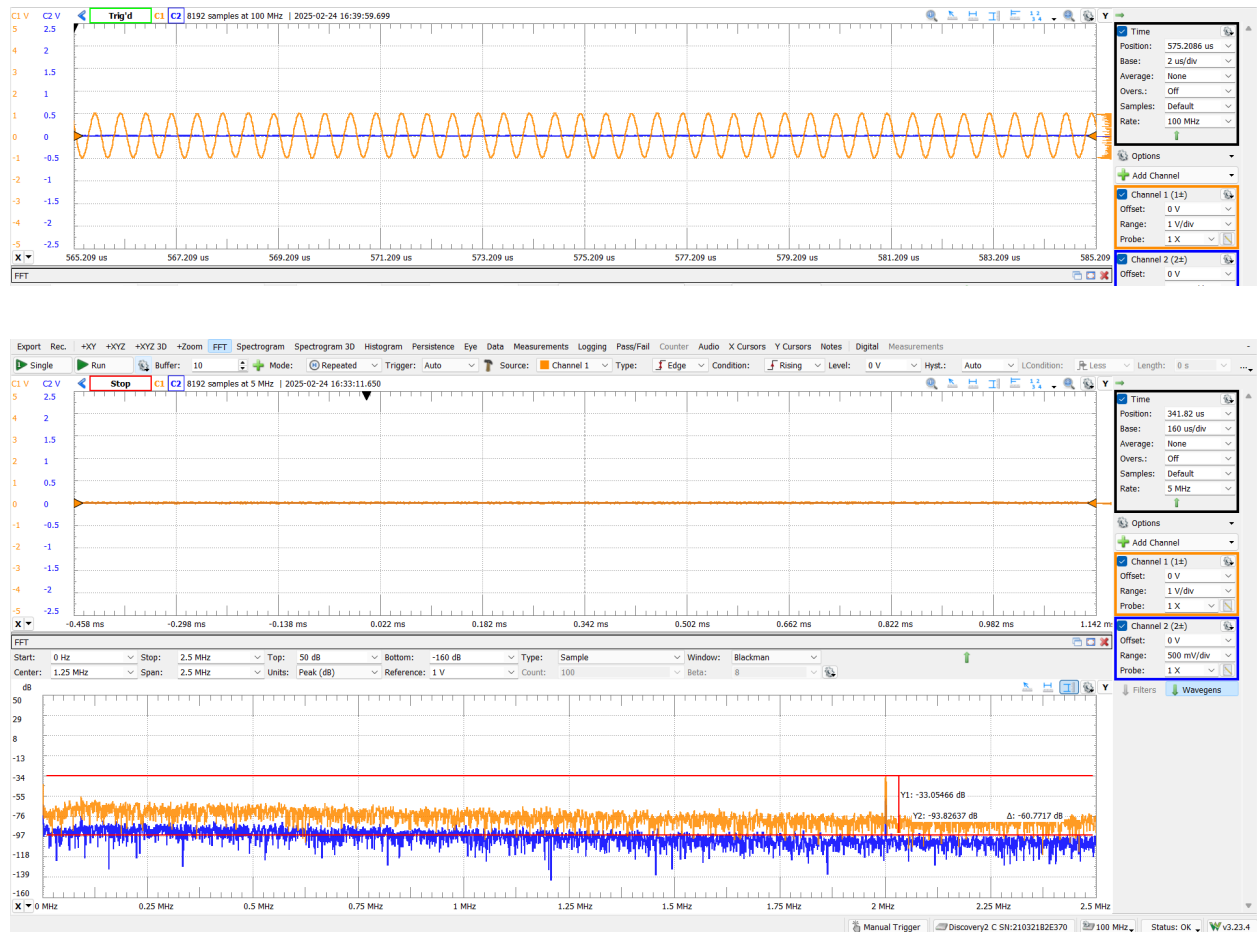 C1 V C2 V Trig'd C1 C2 8192 samples at 100 MHz | 2025-02-24 16:39:59.699 Y
5 2.5
4 2
3 1.5
2 1
1 0.5
0 0
-1 -0.5
-2 -1
-3 -1.5
-4 -2
-5 -2.5
X 565.209 us 567.209 us 569.209 us 571.209 us 573.209 us 575.209 us 577.209 us 579.209 us 581.209 us 583.209 us 585.209
FFT
Time
Position: 575.2086 us
Base: 2 us/div
Average: None
Overs.: Off
Samples: Default
Rate: 100 MHz
Options
Add Channel
Channel 1 (1±)
Offset: 0 V
Range: 1 V/div
Probe: 1 X
Channel 2 (2±)
Offset: 0 V
Export Rec. +XY +XYZ +XYZ 3D +Zoom FFT Spectrogram Spectrogram 3D Histogram Persistence Eye Data Measurements Logging Pass/Fail Counter Audio X Cursors Y Cursors Notes Digital Measurements
Single Run Buffer: 10 Mode: Repeated Trigger: Auto Source: Channel 1 Type: Edge Condition: Rising Level: 0 V Hyst.: Auto LCondition: Less Length: 0 s ...
C1 V C2 V Stop C1 C2 8192 samples at 5 MHz | 2025-02-24 16:33:11.650 Y
5 2.5
4 2
3 1.5
2 1
1 0.5
0 0
-1 -0.5
-2 -1
-3 -1.5
-4 -2
-5 -2.5
X -0.458 ms -0.298 ms -0.138 ms 0.022 ms 0.182 ms 0.342 ms 0.502 ms 0.662 ms 0.822 ms 0.982 ms 1.142 m
Time
Position: 341.82 us
Base: 160 us/div
Average: None
Overs.: Off
Samples: Default
Rate: 5 MHz
Options
Add Channel
Channel 1 (1±)
Offset: 0 V
Range: 1 V/div
Probe: 1 X
Channel 2 (2±)
Offset: 0 V
Range: 500 mV/div
Probe: 1 X
Filters Wavegens
FFT
Start: 0 Hz Stop: 2.5 MHz Top: 50 dB Bottom: -160 dB Type: Sample Window: Blackman
Center: 1.25 MHz Span: 2.5 MHz Units: Peak (dB) Reference: 1 V Count: 100 Beta: 8
dB Y
50
29
8
-13
-34
-55 Y1: -33.05466 dB
-76 Y2: -93.82637 dB Δ: -60.7717 dB
-97
-118
-139
-160
X 0 MHz 0.25 MHz 0.5 MHz 0.75 MHz 1 MHz 1.25 MHz 1.5 MHz 1.75 MHz 2 MHz 2.25 MHz 2.5 MHz
Manual Trigger Discovery2 C SN:210321B2E370 100 MHz Status: OK v3.23.4